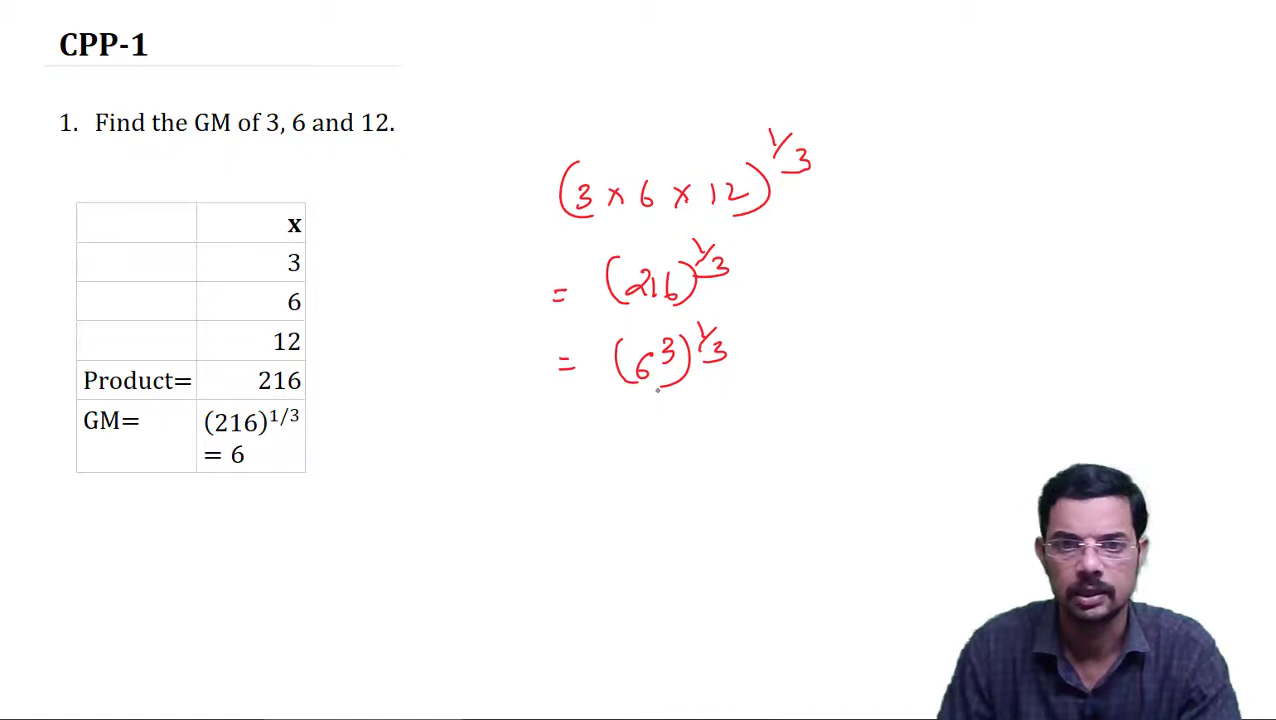 CPP-1
1. Find the GM of 3, 6 and 12.
x
3
6
12
Product= 216
GM= (216)^{1/3}
= 6
(3 × 6 × 12)^{1/3}
= (216)^{1/3}
= (6^3)^{1/3}